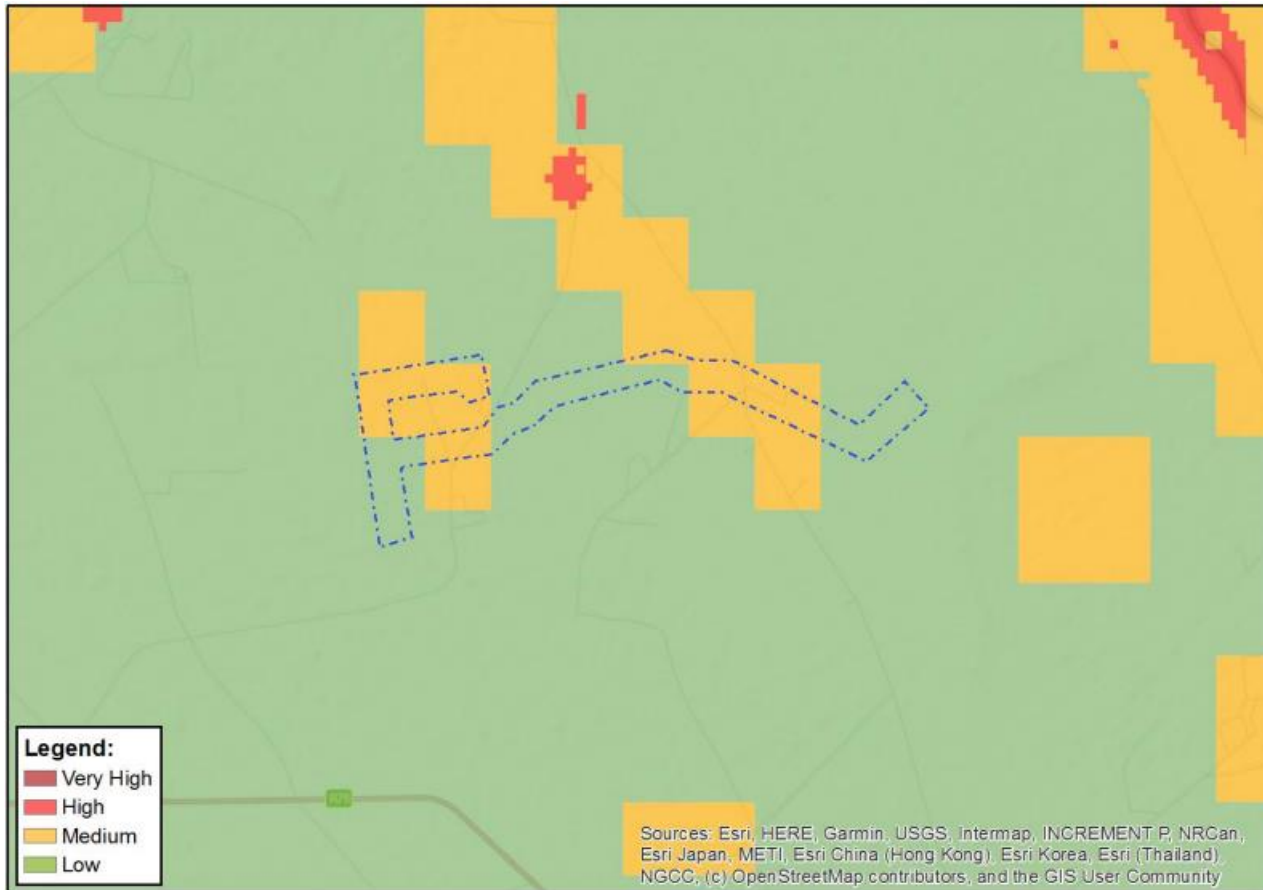 Legend:
Very High
High
Medium
Low
Sources: Esri, HERE, Garmin, USGS, Intermap, INCREMENT P, NRCan,
Esri Japan, METI, Esri China (Hong Kong), Esri Korea, Esri (Thailand),
NGCC, (c) OpenStreetMap contributors, and the GIS User Community